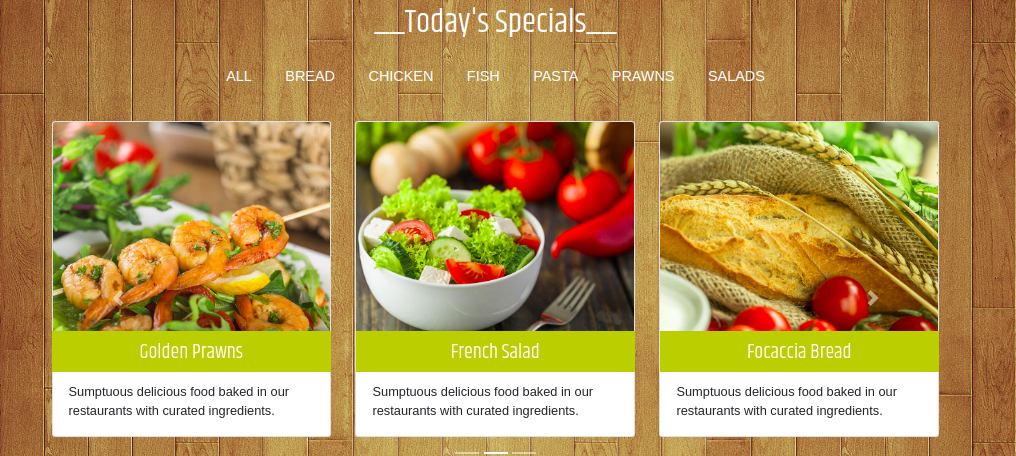 __Today's Specials__
ALL BREAD CHICKEN FISH PASTA PRAWNS SALADS
Golden Prawns
Sumptuous delicious food baked in our
restaurants with curated ingredients.
French Salad
Sumptuous delicious food baked in our
restaurants with curated ingredients.
Focaccia Bread
Sumptuous delicious food baked in our
restaurants with curated ingredients.